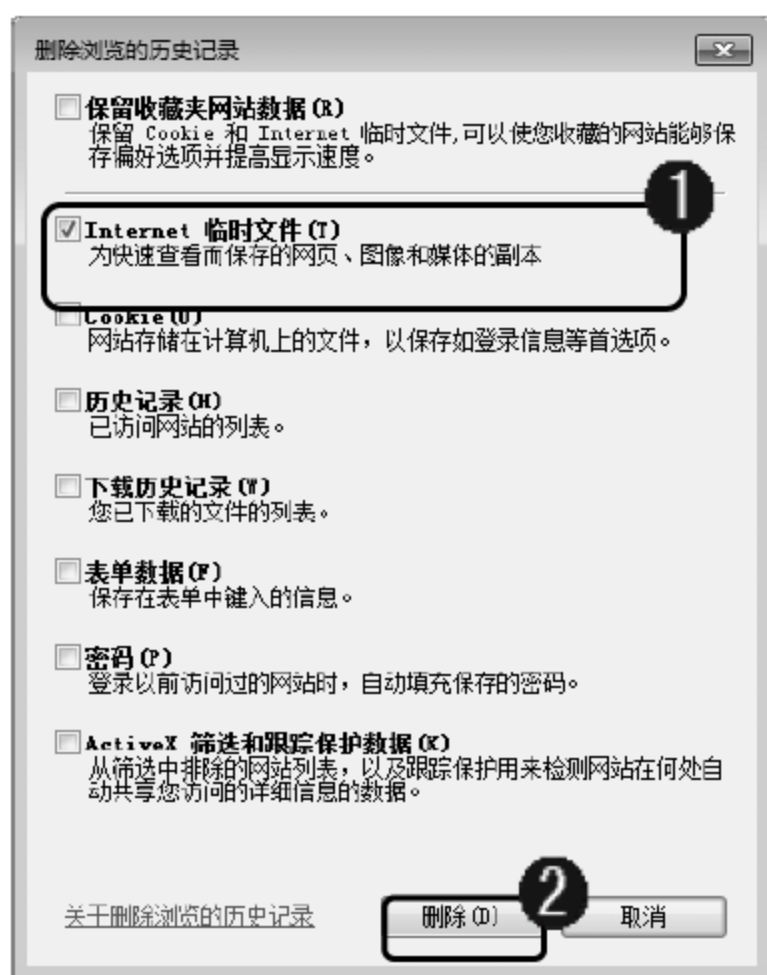 删除浏览的历史记录
保留收藏夹网站数据(R)
保留 Cookie 和 Internet 临时文件,可以使您收藏的网站能够保
存偏好选项并提高显示速度。
1
Internet 临时文件(T)
为快速查看而保存的网页、图像和媒体的副本
Cookie(O)
网站存储在计算机上的文件，以保存如登录信息等首选项。
历史记录(H)
已访问网站的列表。
下载历史记录(W)
您已下载的文件的列表。
表单数据(F)
保存在表单中键入的信息。
密码(P)
登录以前访问过的网站时，自动填充保存的密码。
ActiveX 筛选和跟踪保护数据(K)
从筛选中排除的网站列表，以及跟踪保护用来检测网站在何处自
动共享您访问的详细信息的数据。
2
关于删除浏览的历史记录 删除(D) 取消